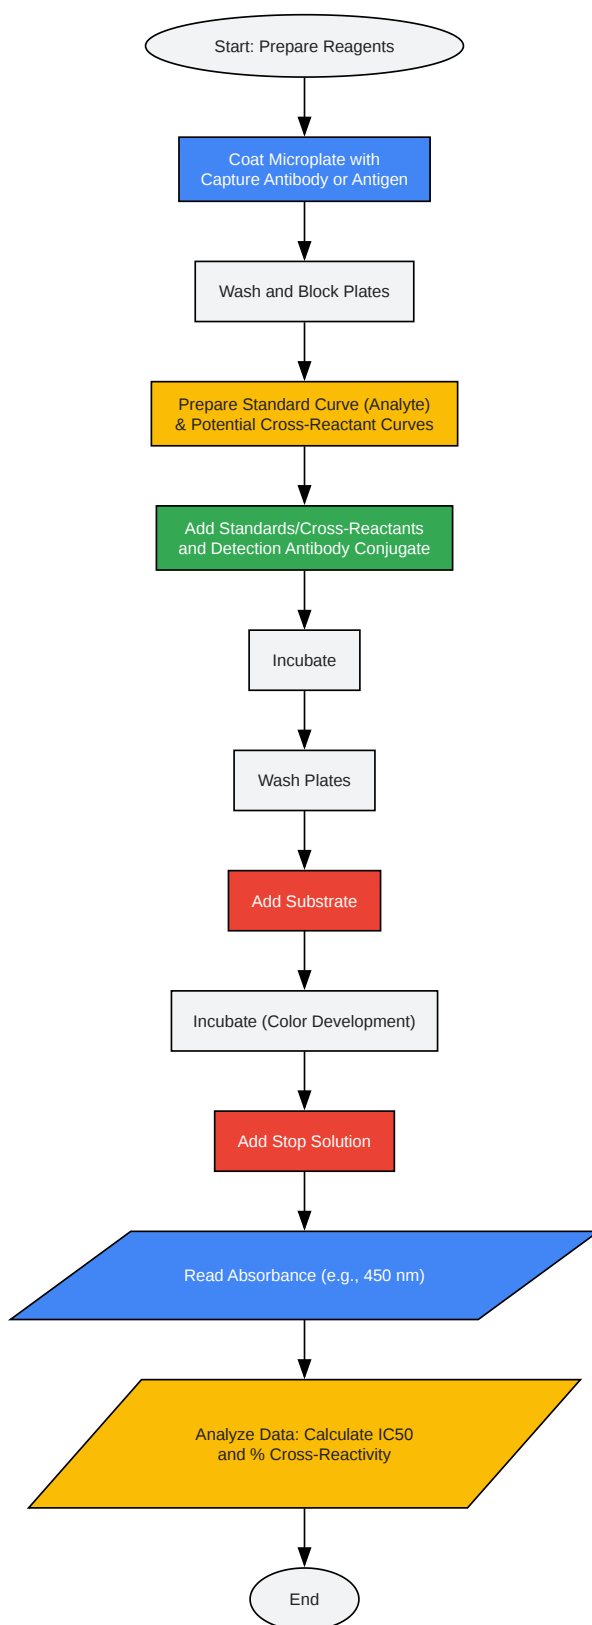 Start: Prepare Reagents
Coat Microplate with
Capture Antibody or Antigen
Wash and Block Plates
Prepare Standard Curve (Analyte)
& Potential Cross-Reactant Curves
Add Standards/Cross-Reactants
and Detection Antibody Conjugate
Incubate
Wash Plates
Add Substrate
Incubate (Color Development)
Add Stop Solution
Read Absorbance (e.g., 450 nm)
Analyze Data: Calculate IC50
and % Cross-Reactivity
End